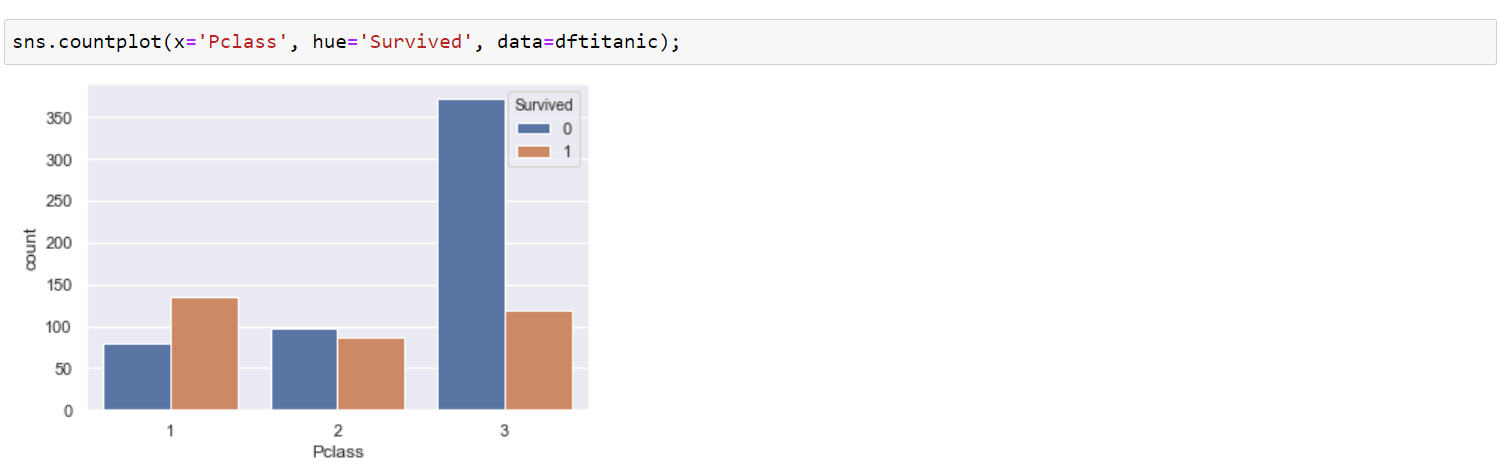 sns.countplot(x='Pclass', hue='Survived', data=dftitanic);
Survived
0
1
350
300
250
200
150
100
50
0
count
1 2 3
Pclass